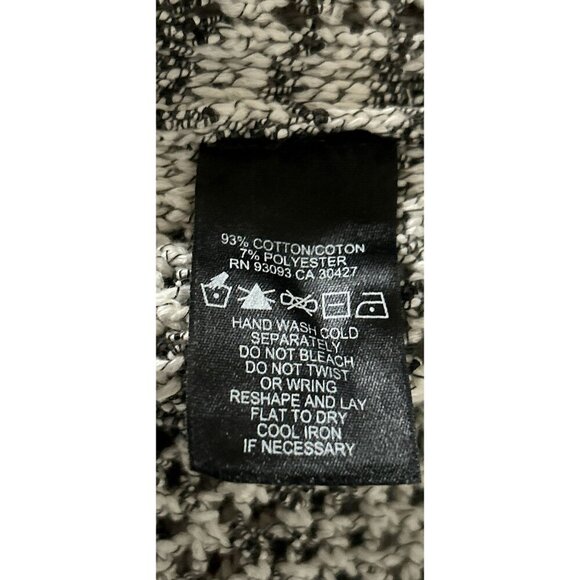 93% COTTON/COTON
7% POLYESTER
RN 93093 CA 30427
HAND WASH COLD
SEPARATELY
DO NOT BLEACH
DO NOT TWIST
OR WRING
RESHAPE AND LAY
FLAT TO DRY
COOL IRON
IF NECESSARY